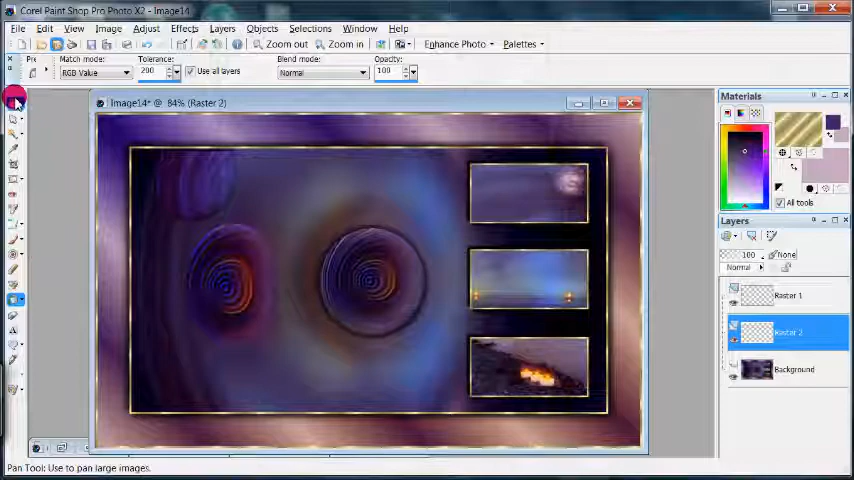 Corel Paint Shop Pro Photo X2 - Image14
File Edit View Image Adjust Effects Layers Objects Selections Window Help
Zoom out Zoom in Enhance Photo Palettes
Pre Match mode: Tolerance: Blend mode: Opacity:
RGB Value 200 Use all layers Normal 100
Image14* @ 84% (Raster 2)
Materials
All tools
Layers
100 None
Normal
Raster 1
Raster 2
Background
Pan Tool: Use to pan large images.